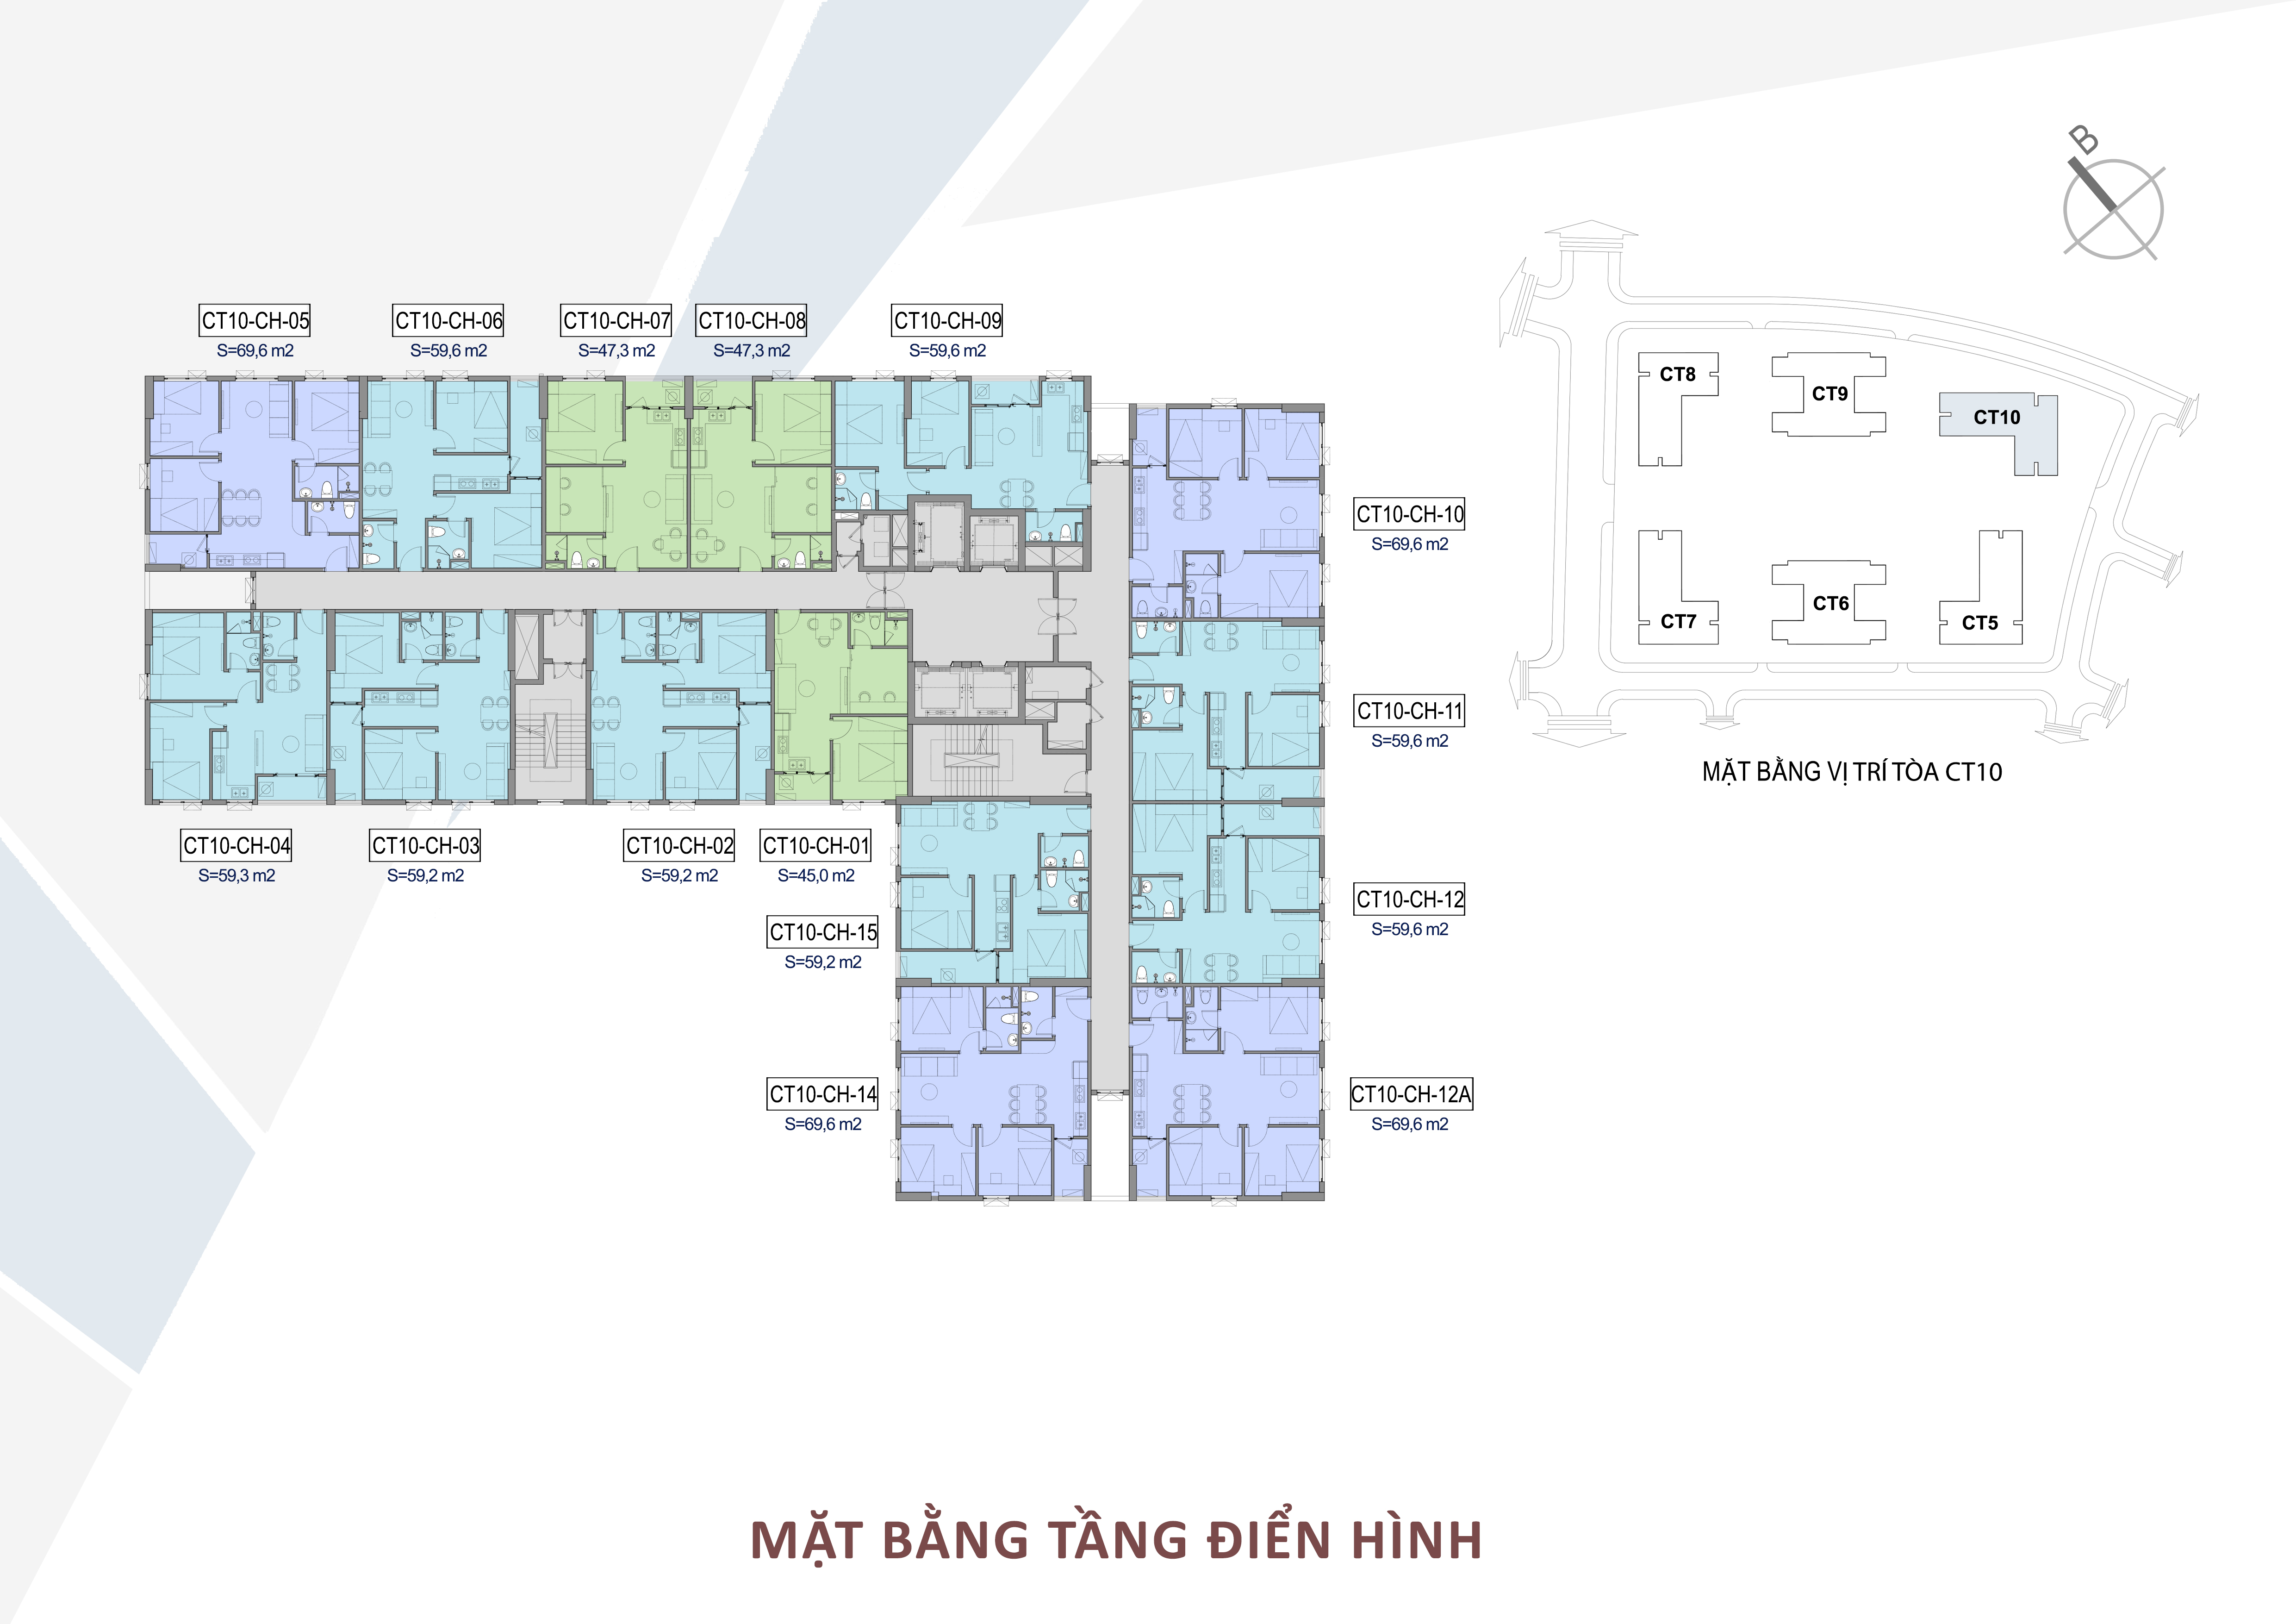 B
CT10-CH-05
S=69,6 m2
CT10-CH-06
S=59,6 m2
CT10-CH-07
S=47,3 m2
CT10-CH-08
S=47,3 m2
CT10-CH-09
S=59,6 m2
CT8
CT9
CT10
CT7
CT6
CT5
MẶT BẰNG VỊ TRÍ TÒA CT10
CT10-CH-10
S=69,6 m2
CT10-CH-11
S=59,6 m2
CT10-CH-04
S=59,3 m2
CT10-CH-03
S=59,2 m2
CT10-CH-02
S=59,2 m2
CT10-CH-01
S=45,0 m2
CT10-CH-12
S=59,6 m2
CT10-CH-15
S=59,2 m2
CT10-CH-14
S=69,6 m2
CT10-CH-12A
S=69,6 m2
MẶT BẰNG TẦNG ĐIỂN HÌNH